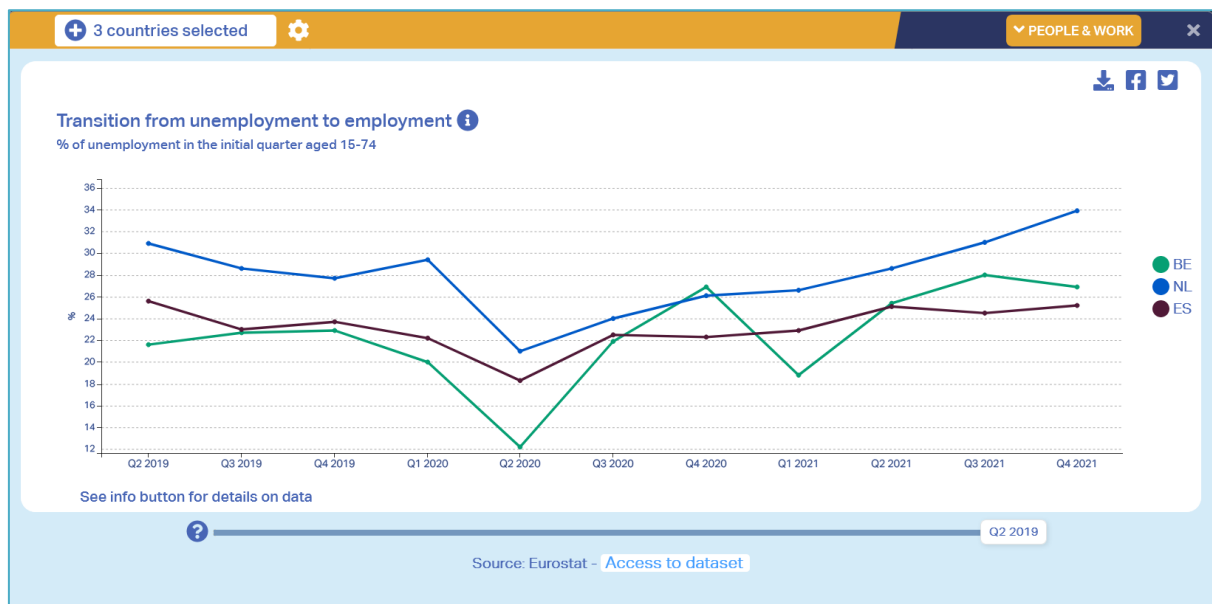 3 countries selected
PEOPLE & WORK
Transition from unemployment to employment
% of unemployment in the initial quarter aged 15-74
36
34
32
30
28
26
24
22
20
18
16
14
12
%
Q2 2019 Q3 2019 Q4 2019 Q1 2020 Q2 2020 Q3 2020 Q4 2020 Q1 2021 Q2 2021 Q3 2021 Q4 2021
BE
NL
ES
See info button for details on data
? Q2 2019
Source: Eurostat - Access to dataset